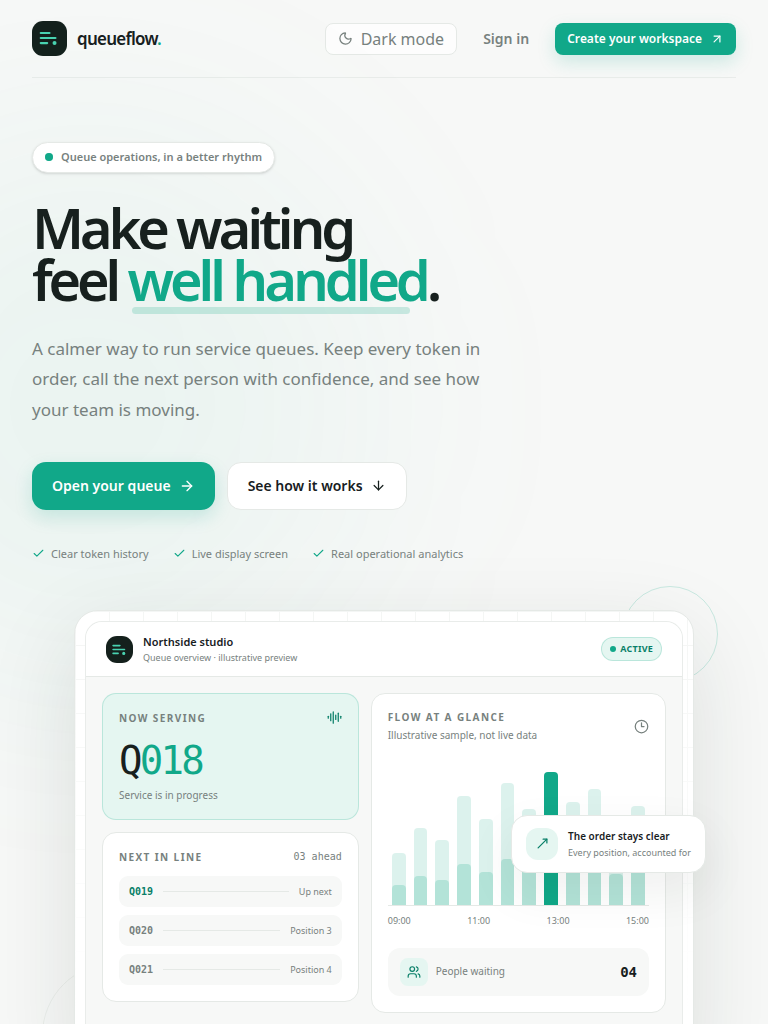 queueflow.
Dark mode
Sign in
Create your workspace
Queue operations, in a better rhythm
Make waiting
feel well handled.
A calmer way to run service queues. Keep every token in
order, call the next person with confidence, and see how
your team is moving.
Open your queue
See how it works
Clear token history
Live display screen
Real operational analytics
Northside studio
Queue overview · illustrative preview
ACTIVE
NOW SERVING
Q018
Service is in progress
NEXT IN LINE
03 ahead
Q019
Up next
Q020
Position 3
Q021
Position 4
FLOW AT A GLANCE
Illustrative sample, not live data
The order stays clear
Every position, accounted for
09:00
11:00
13:00
15:00
People waiting
04